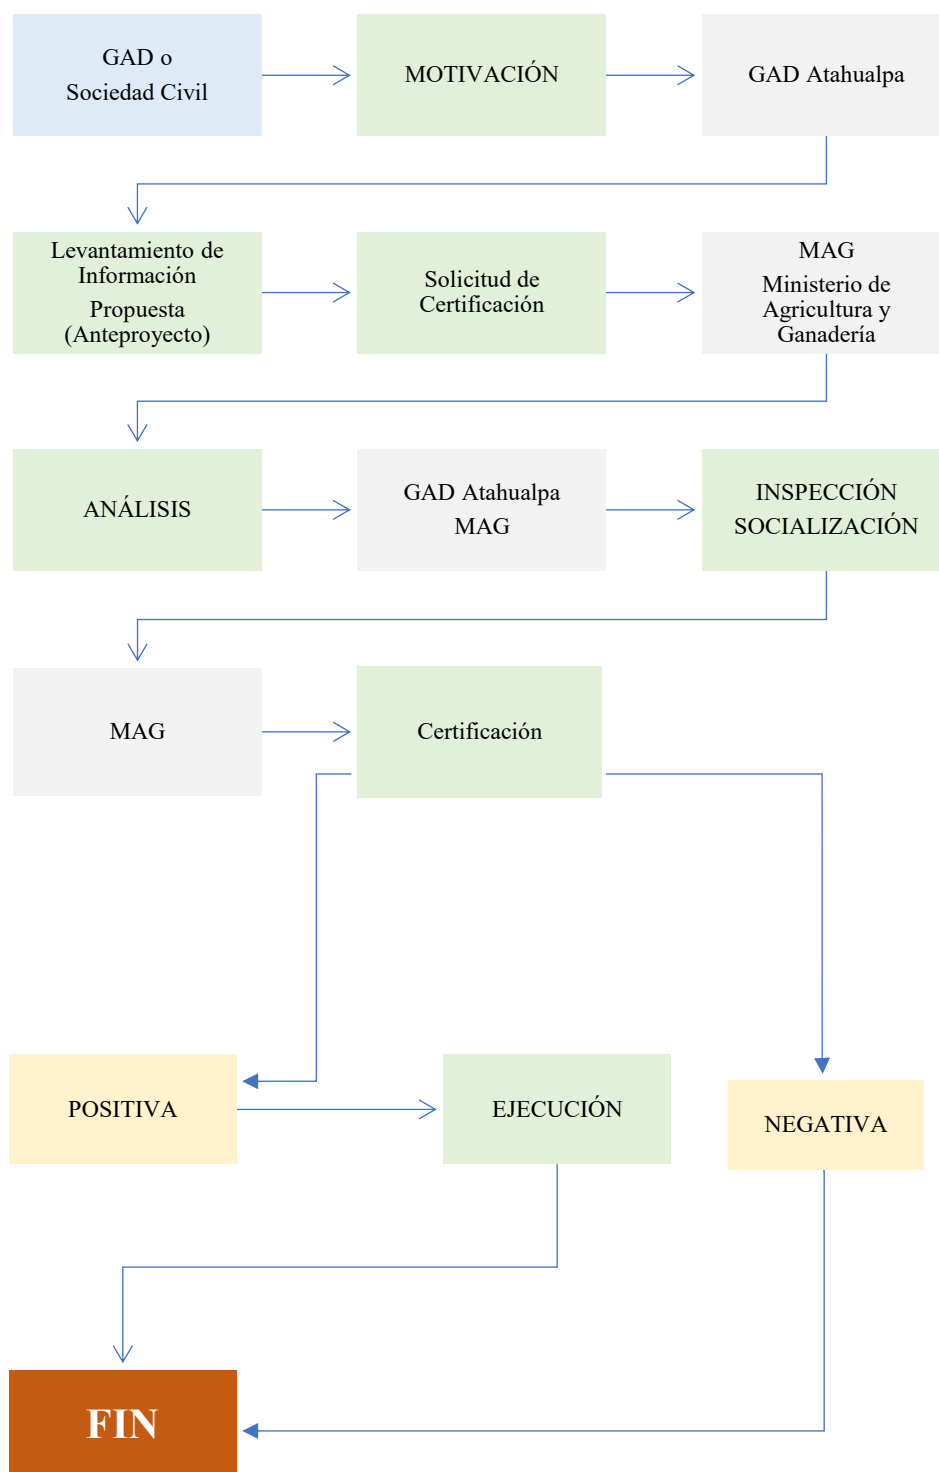 GAD o
Sociedad Civil
MOTIVACIÓN
GAD Atahualpa
Levantamiento de
Información
Propuesta
(Anteproyecto)
Solicitud de
Certificación
MAG
Ministerio de
Agricultura y
Ganadería
ANÁLISIS
GAD Atahualpa
MAG
INSPECCIÓN
SOCIALIZACIÓN
MAG
Certificación
POSITIVA
EJECUCIÓN
NEGATIVA
FIN